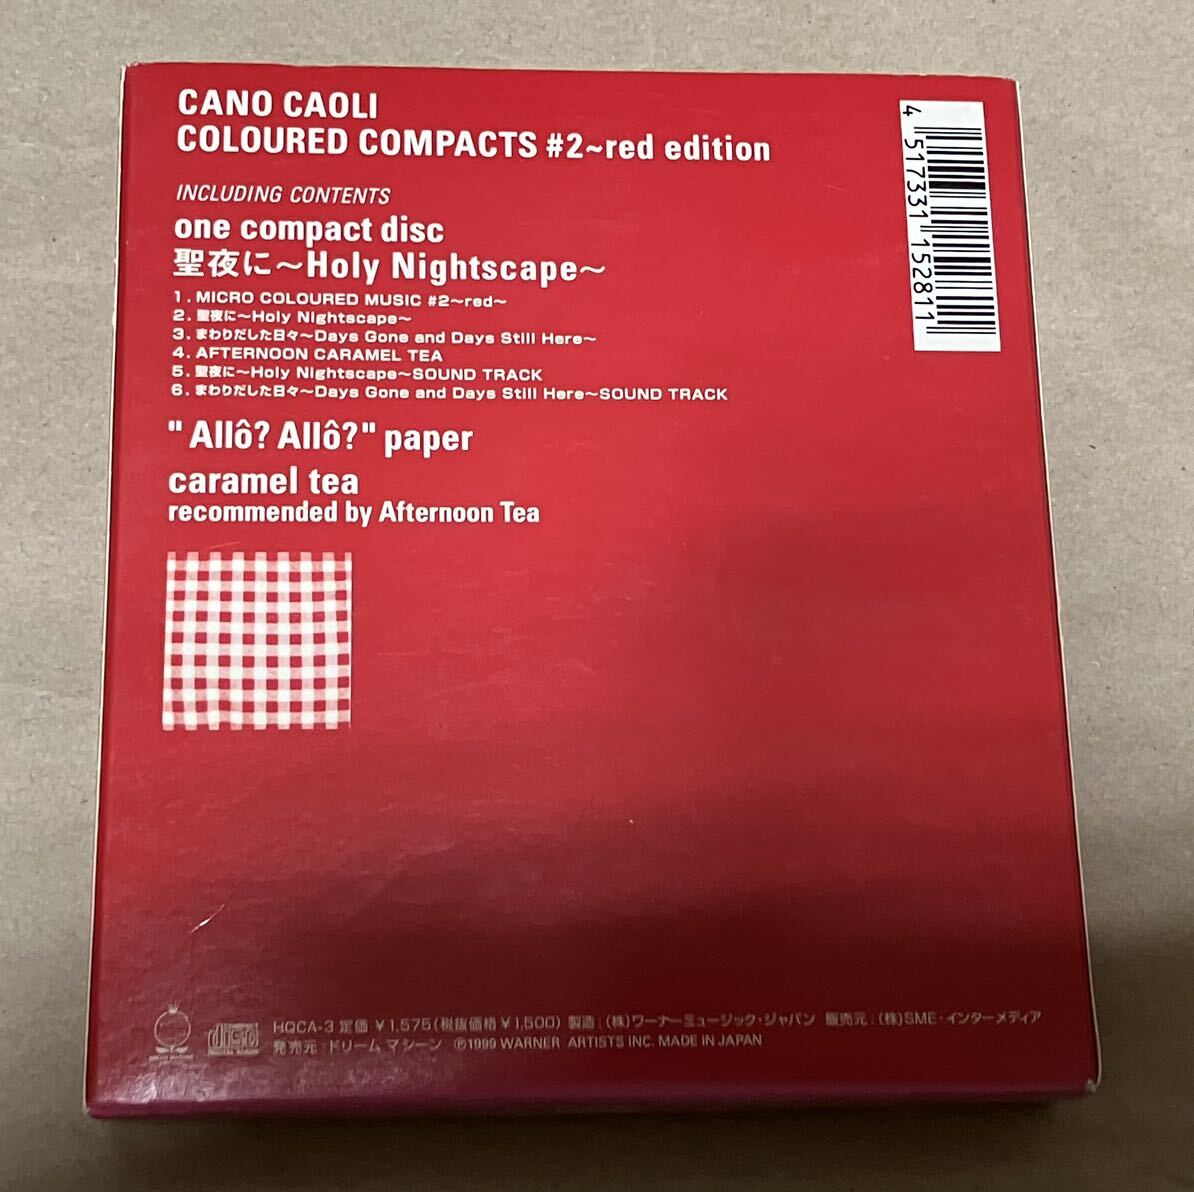 CANO CAOLI
COLOURED COMPACTS #2~red edition
INCLUDING CONTENTS
one compact disc
聖夜に〜Holy Nightscape〜
1. MICRO COLOURED MUSIC #2〜red〜
2. 聖夜に〜Holy Nightscape〜
3. まわりだした日々〜Days Gone and Days Still Here〜
4. AFTERNOON CARAMEL TEA
5. 聖夜に〜Holy Nightscape〜SOUND TRACK
6. まわりだした日々〜Days Gone and Days Still Here〜SOUND TRACK
"Allô? Allô?" paper
caramel tea
recommended by Afternoon Tea
4 517331 152811
COMPACT disc DIGITAL AUDIO
HQCA-3 定価 ¥1,575(税抜価格¥1,500) 製造:(株)ワーナーミュージック・ジャパン 販売元:(株)SME・インターメディア
発売元:ドリームマシーン ℗1999 WARNER ARTISTS INC. MADE IN JAPAN